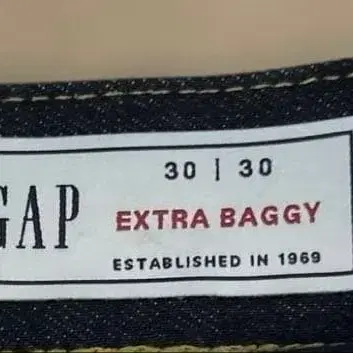 GAP
30 | 30
EXTRA BAGGY
ESTABLISHED IN 1969